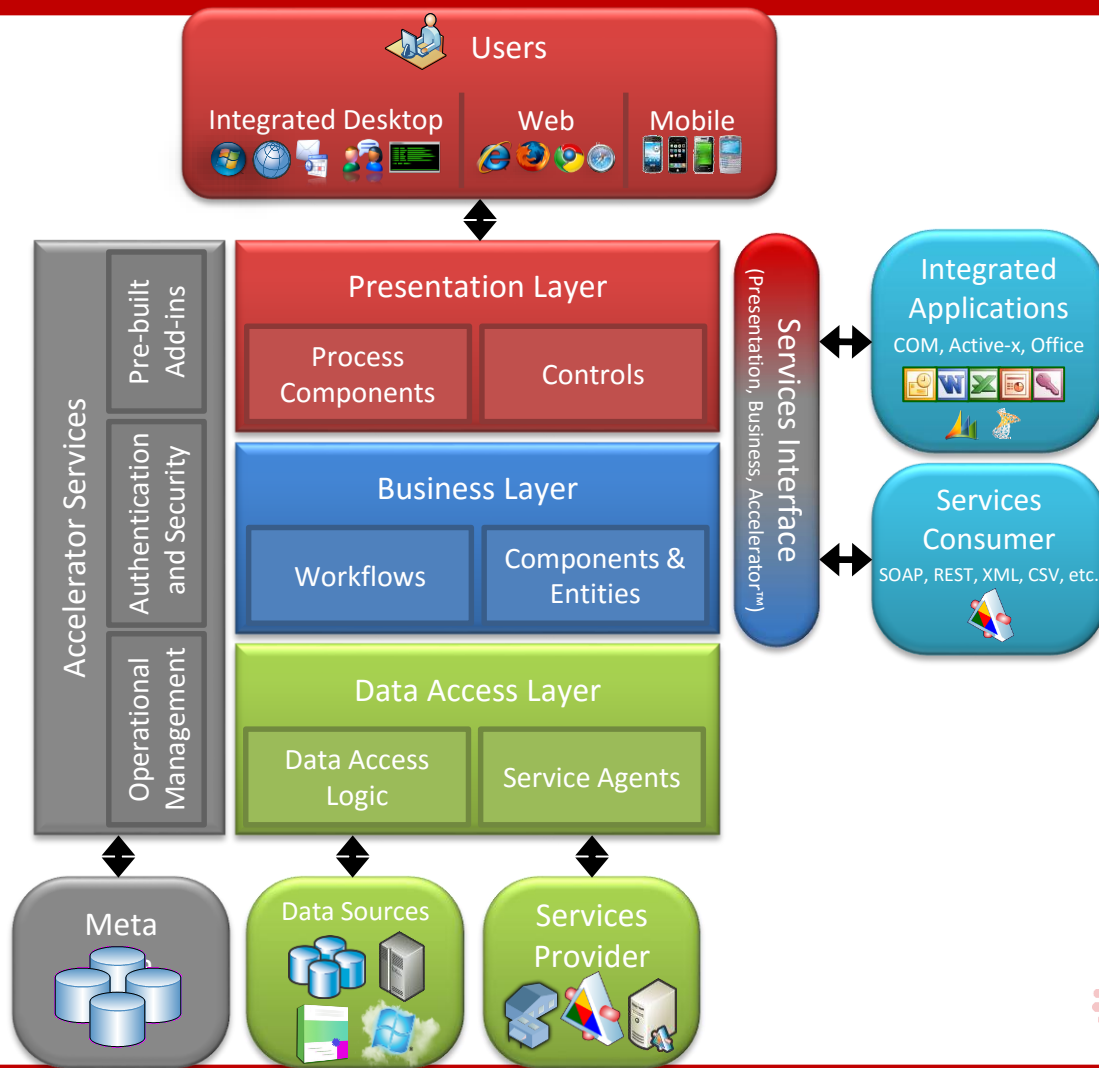 Users
Integrated Desktop
Web
Mobile
Accelerator Services
Pre-built
Add-ins
Authentication
and Security
Operational
Management
Presentation Layer
Process
Components
Controls
Business Layer
Workflows
Components &
Entities
Data Access Layer
Data Access
Logic
Service Agents
Services Interface
(Presentation, Business, Accelerator™)
Integrated
Applications
COM, Active-x, Office
Services
Consumer
SOAP, REST, XML, CSV, etc.
Meta
Data Sources
Services
Provider